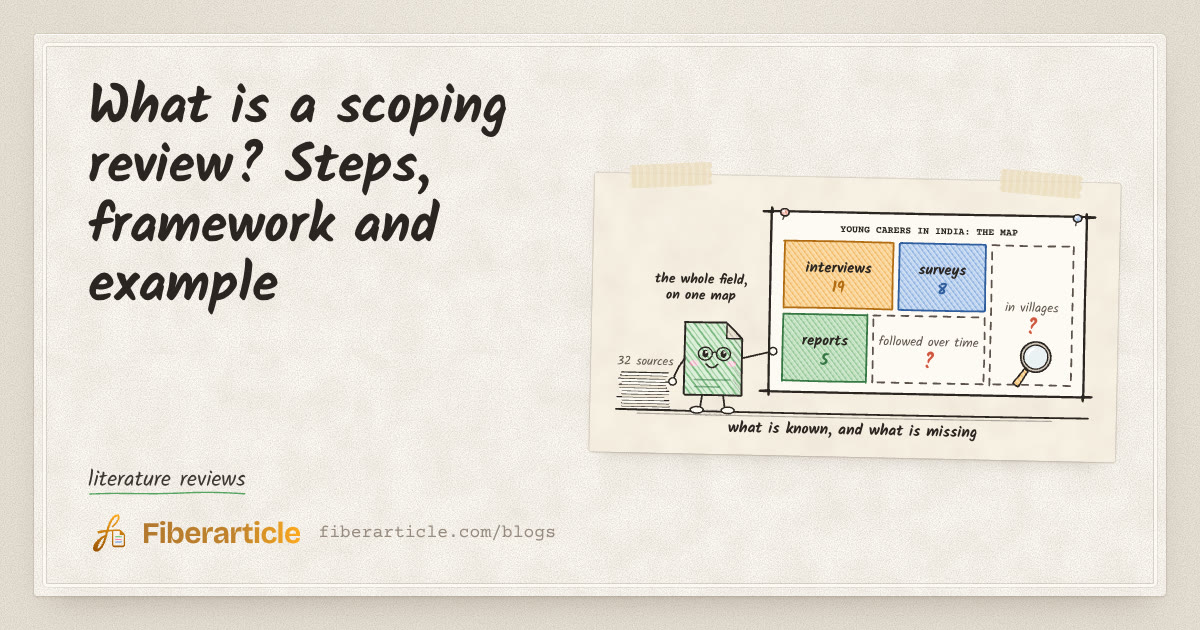 What is a scoping
review? Steps,
framework and
example
literature reviews
Fiberarticle
fiberarticle.com/blogs
the whole field,
on one map
32 sources
YOUNG CARERS IN INDIA: THE MAP
interviews
19
surveys
8
in villages
?
reports
5
followed over time
?
what is known, and what is missing